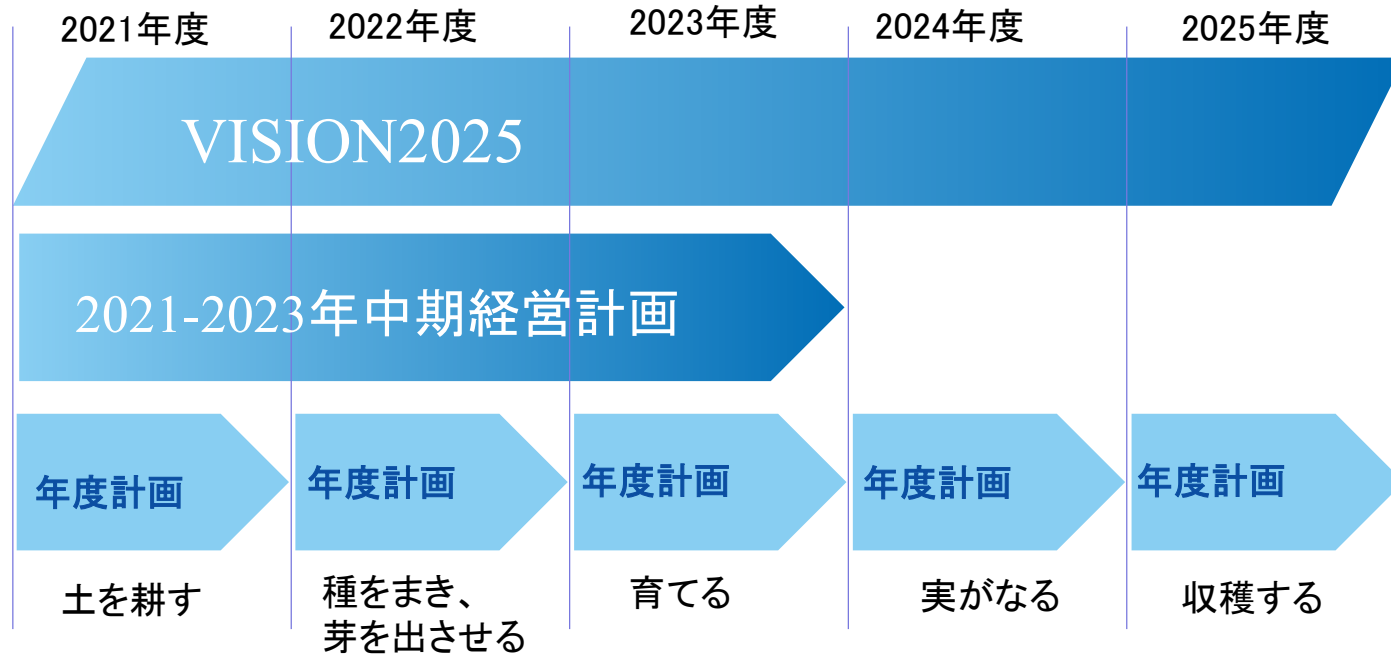 2021年度
2022年度
2023年度
2024年度
2025年度
VISION2025
2021-2023年中期経営計画
年度計画
年度計画
年度計画
年度計画
年度計画
土を耕す
種をまき、
芽を出させる
育てる
実がなる
収穫する